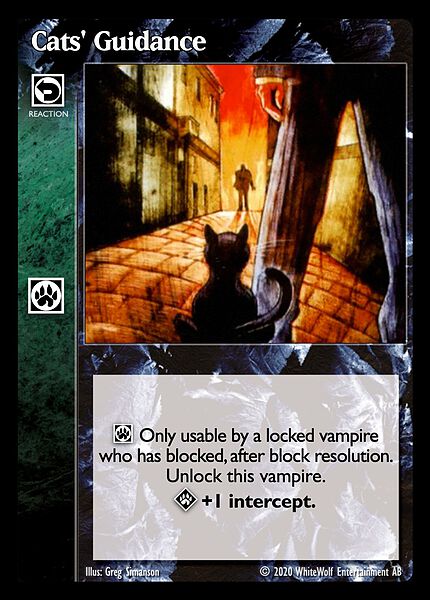 Cats' Guidance
REACTION
Only usable by a locked vampire
who has blocked, after block resolution.
Unlock this vampire.
+1 intercept.
Illus: Greg Simanson © 2020 WhiteWolf Entertainment AB